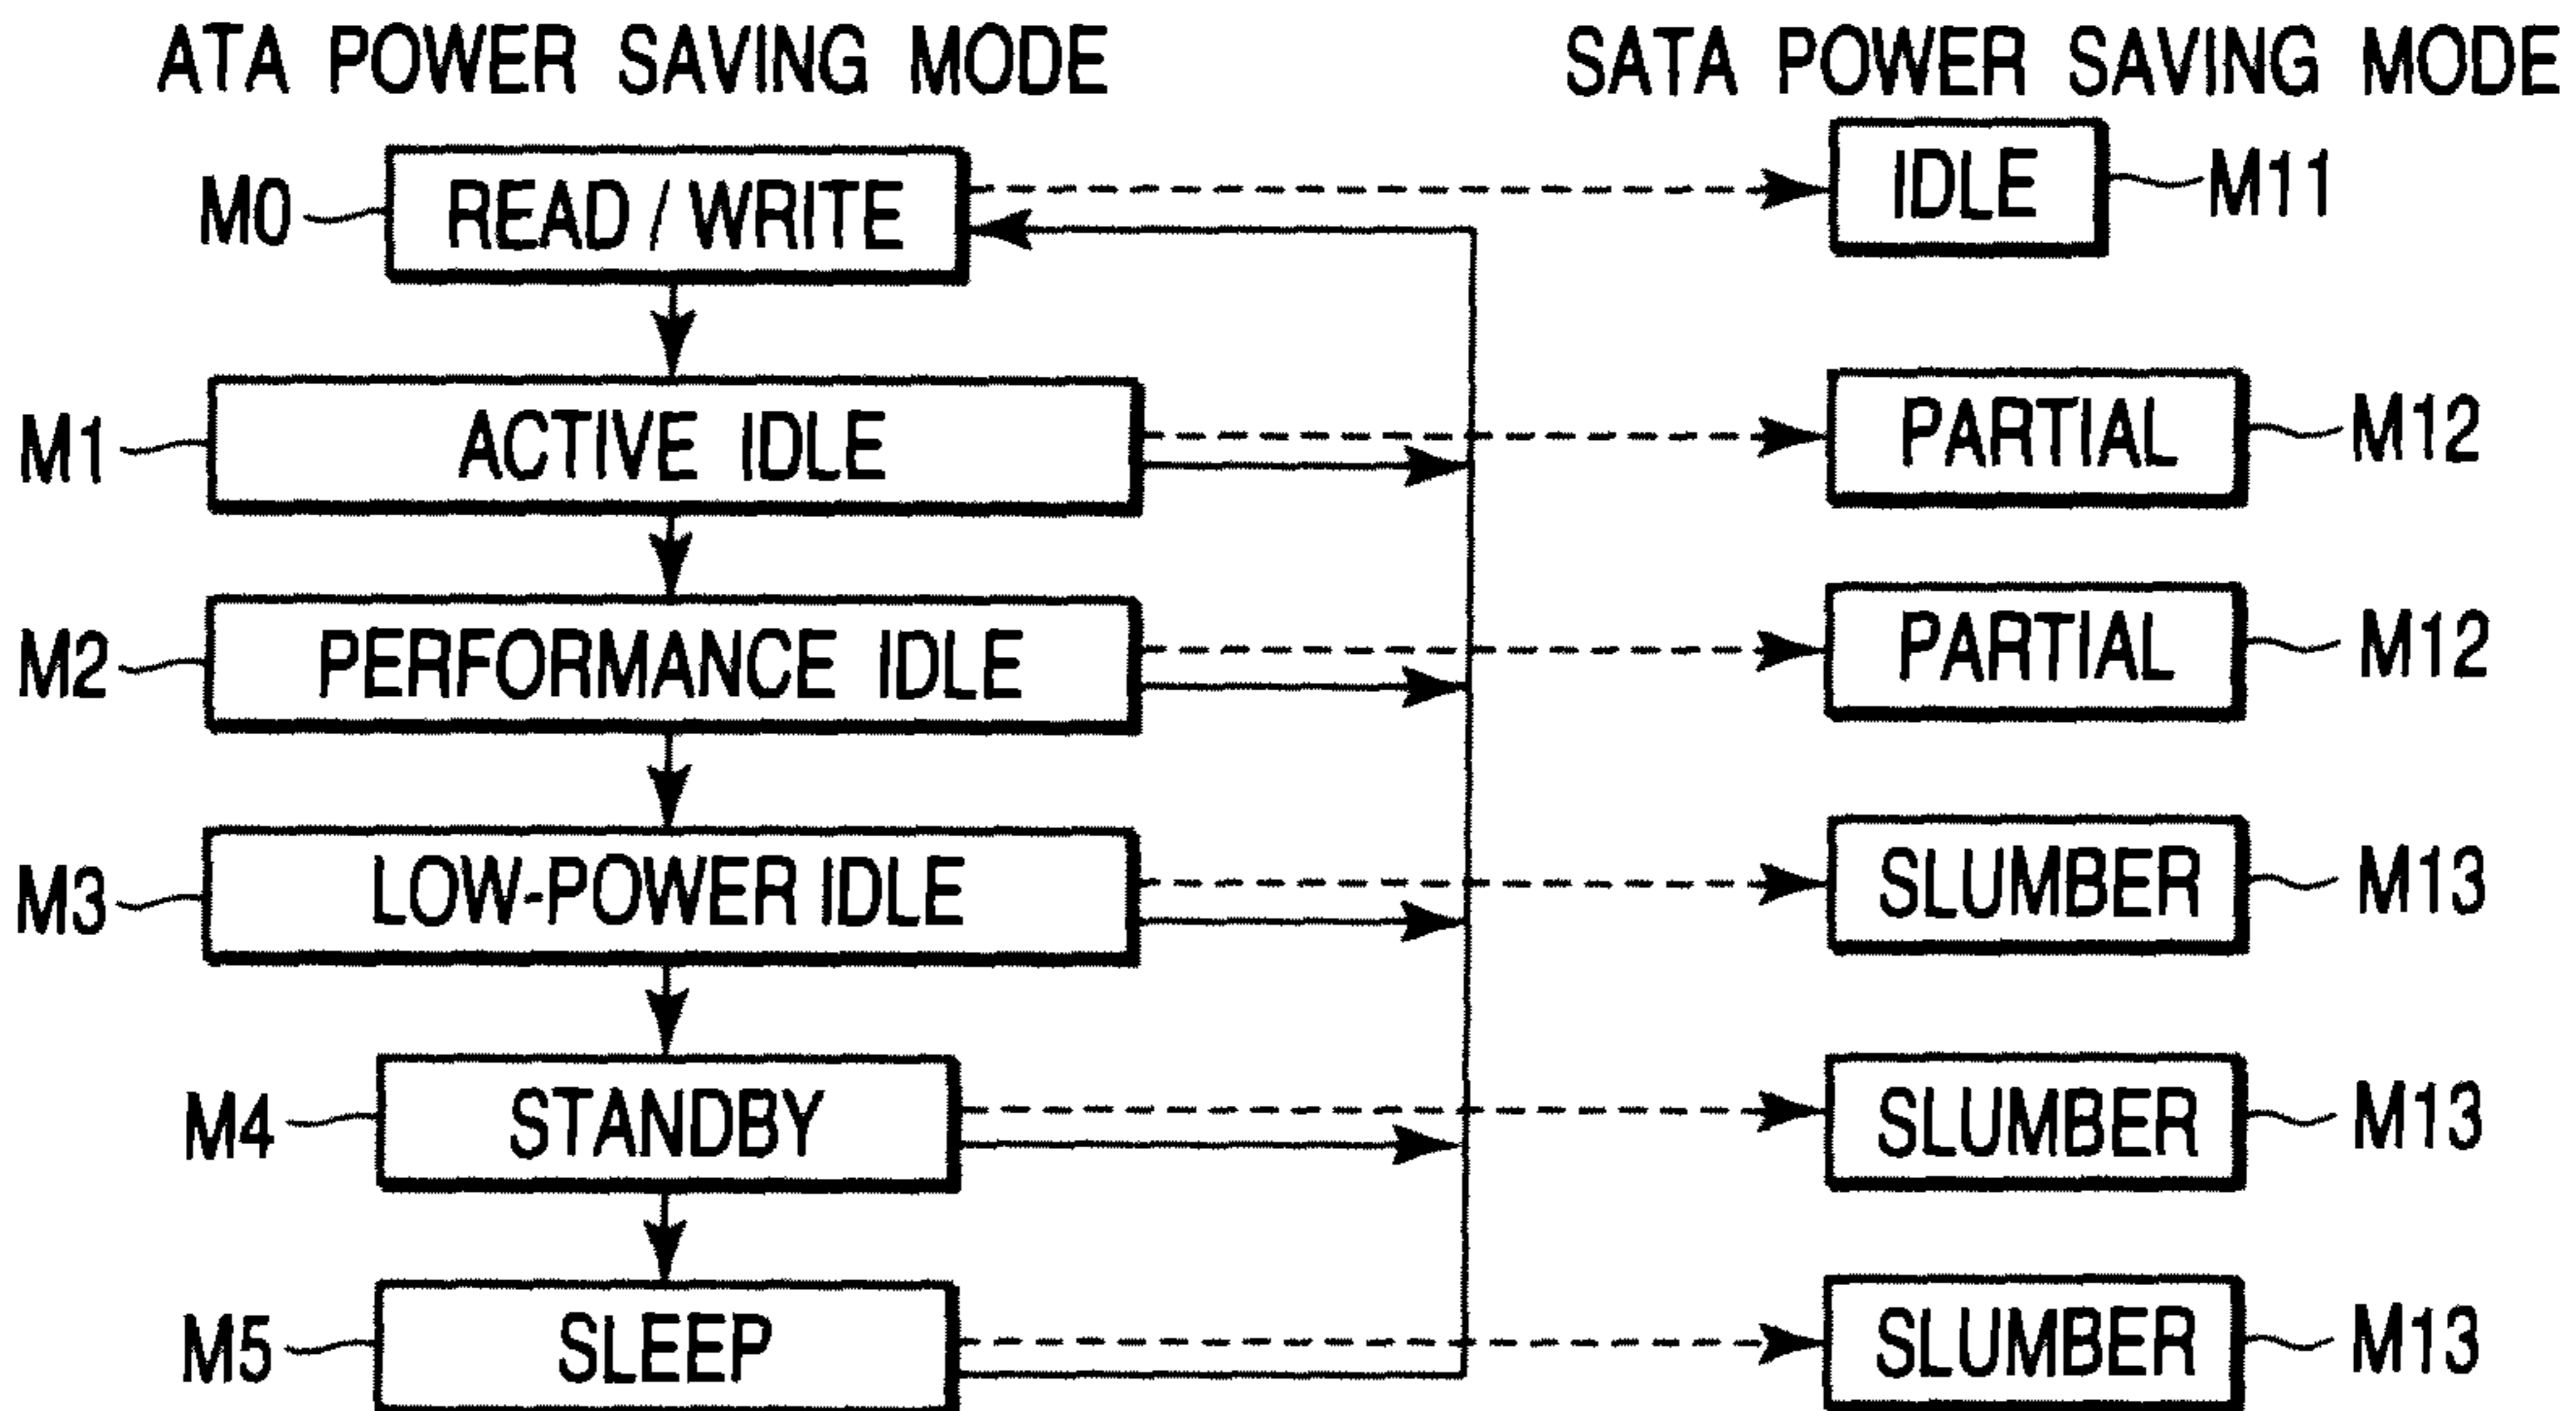 ATA POWER SAVING MODE
SATA POWER SAVING MODE
M0 READ / WRITE
IDLE M11
M1 ACTIVE IDLE
PARTIAL M12
M2 PERFORMANCE IDLE
PARTIAL M12
M3 LOW-POWER IDLE
SLUMBER M13
M4 STANDBY
SLUMBER M13
M5 SLEEP
SLUMBER M13